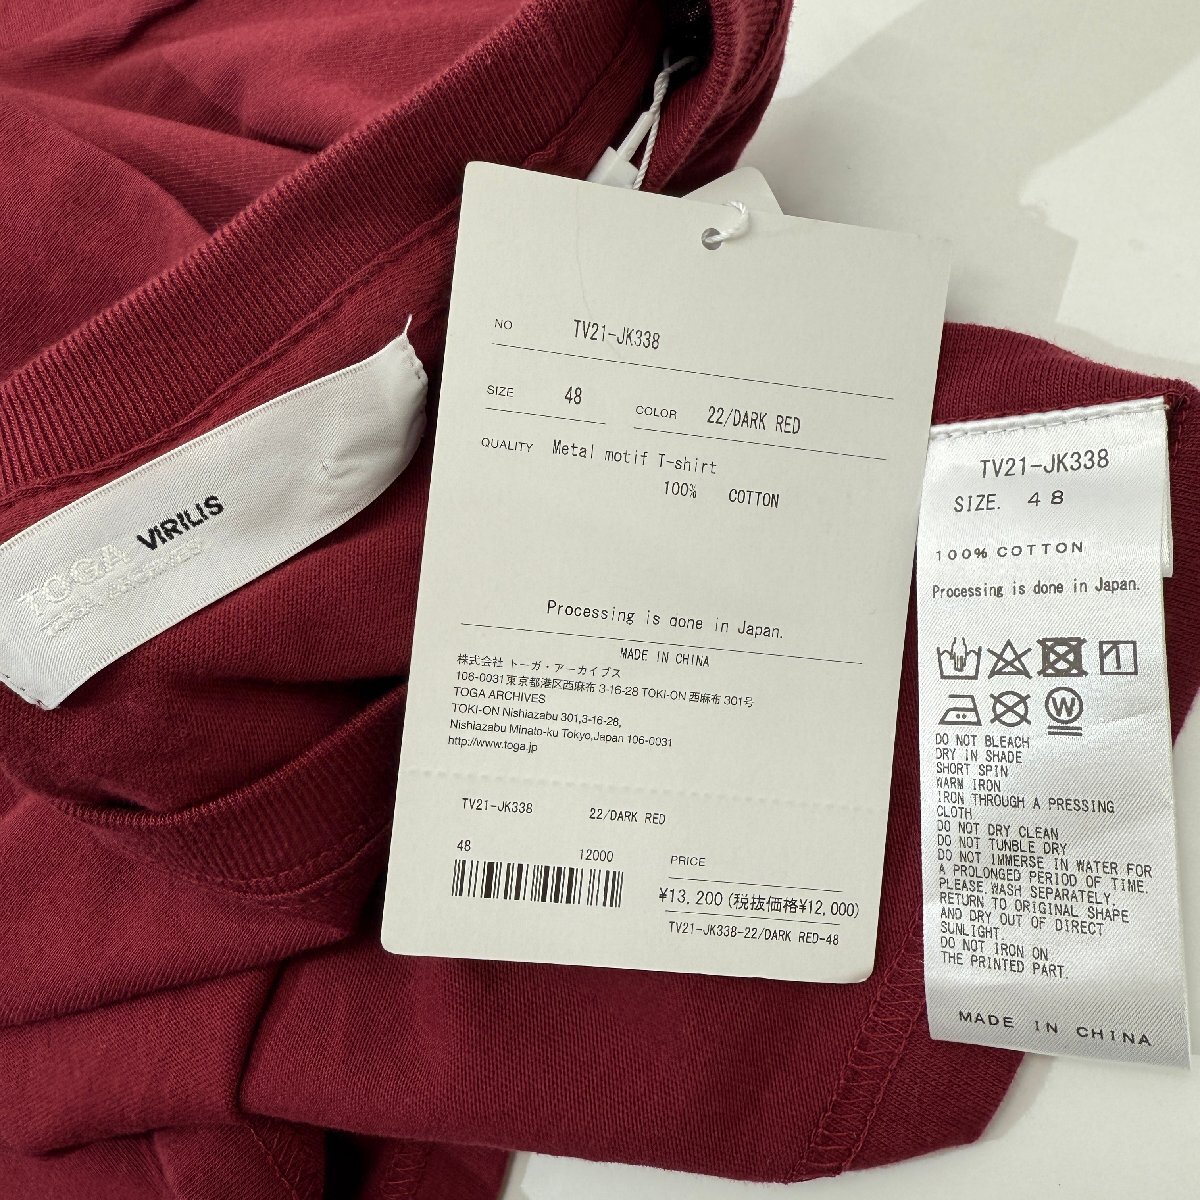 TOGA VIRILIS
NO TV21-JK338
SIZE 48 COLOR 22/DARK RED
QUALITY Metal motif T-shirt
100% COTTON
Processing is done in Japan.
MADE IN CHINA
株式会社 トーガ・アーカイブス
106-0031東京都港区西麻布 3-16-28 TOKI-ON 西麻布 301号
TOGA ARCHIVES
TOKI-ON Nishiazabu 301,3-16-28,
Nishiazabu Minato-ku Tokyo,Japan 106-0031
http://www.toga.jp
TV21-JK338 22/DARK RED
48 12000
PRICE
¥13,200(税抜価格¥12,000)
TV21-JK338-22/DARK RED-48
TV21-JK338
SIZE. 48
100% COTTON
Processing is done in Japan.
1
W
DO NOT BLEACH
DRY IN SHADE
SHORT SPIN
WARM IRON
IRON THROUGH A PRESSING
CLOTH
DO NOT DRY CLEAN
DO NOT TUMBLE DRY
DO NOT IMMERSE IN WATER FOR
A PROLONGED PERIOD OF TIME.
PLEASE WASH SEPARATELY.
RETURN TO ORIGINAL SHAPE
AND DRY OUT OF DIRECT
SUNLIGHT.
DO NOT IRON ON
THE PRINTED PART.
MADE IN CHINA